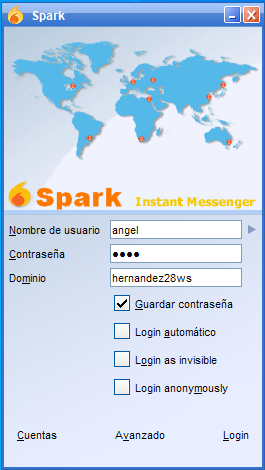 Spark
Spark Instant Messenger
Nombre de usuario angel
Contraseña ●●●●
Dominio hernandez28ws
Guardar contraseña
Login automático
Login as invisible
Login anonymously
Cuentas Avanzado Login